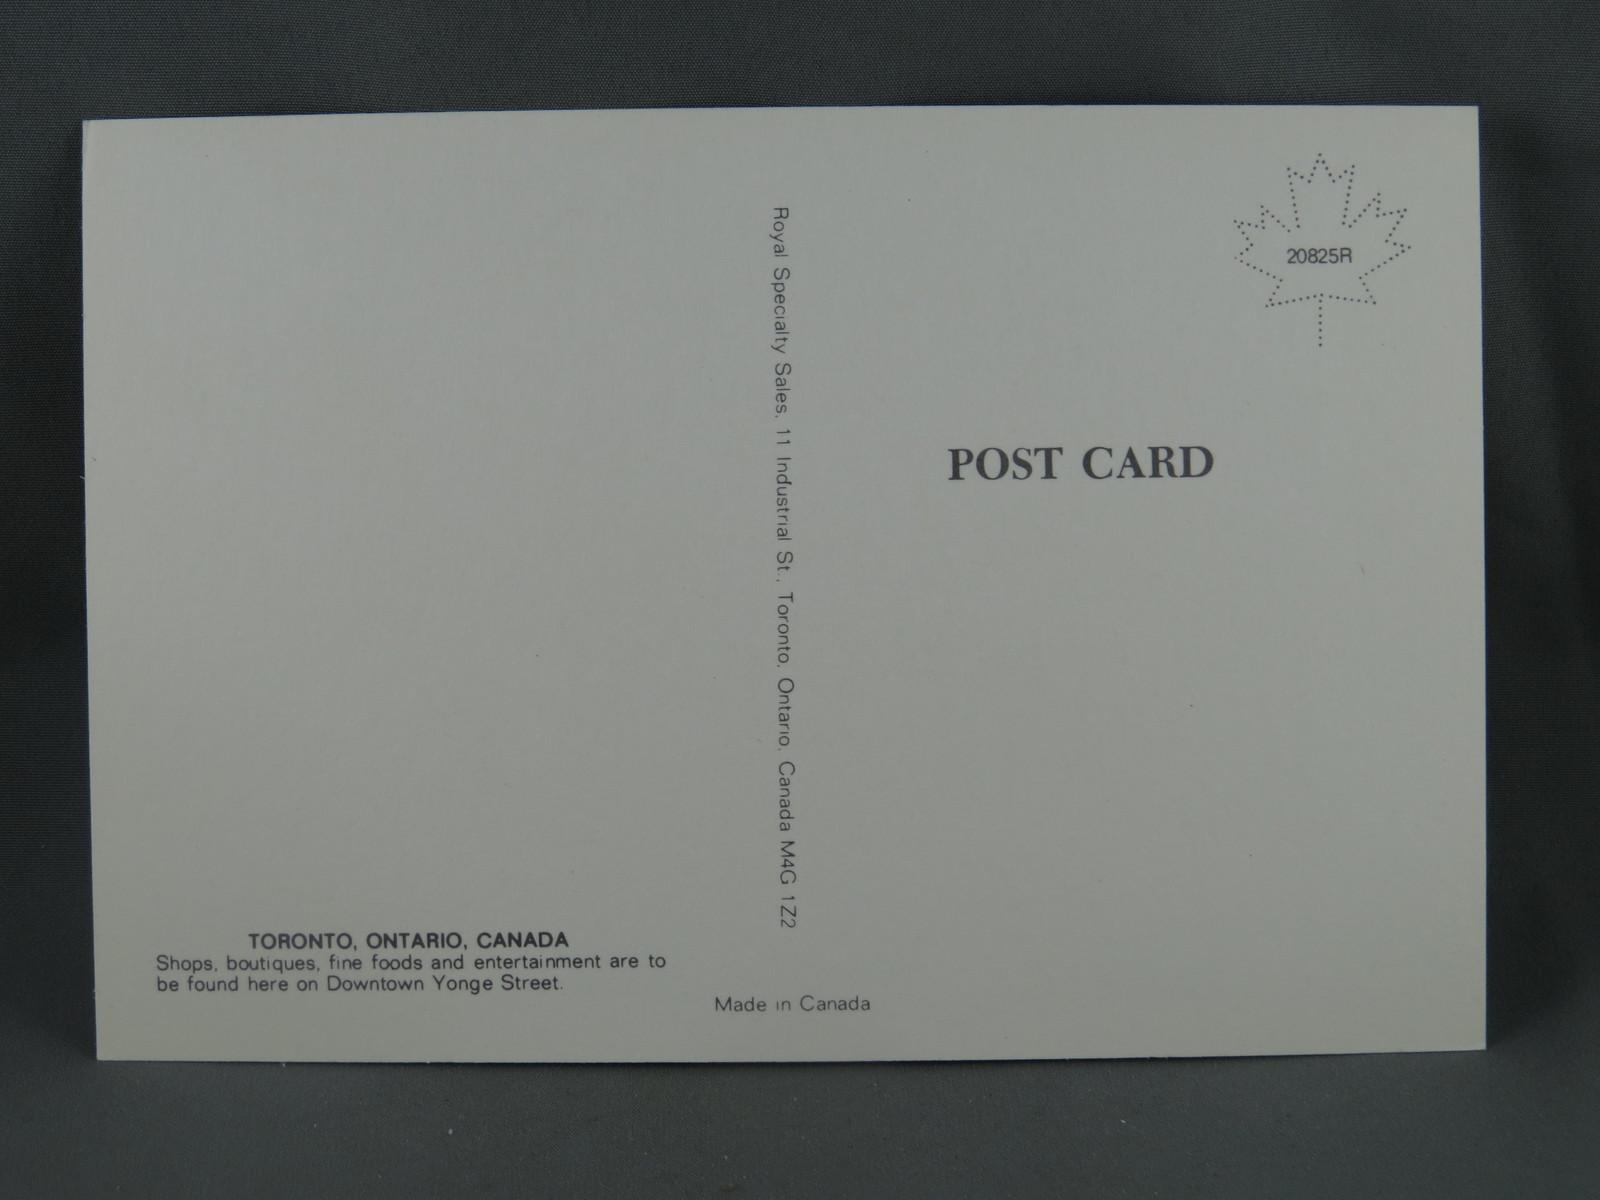 20825R
POST CARD
Royal Specialty Sales, 11 Industrial St., Toronto, Ontario, Canada M4G 1Z2
TORONTO, ONTARIO, CANADA
Shops, boutiques, fine foods and entertainment are to
be found here on Downtown Yonge Street.
Made in Canada